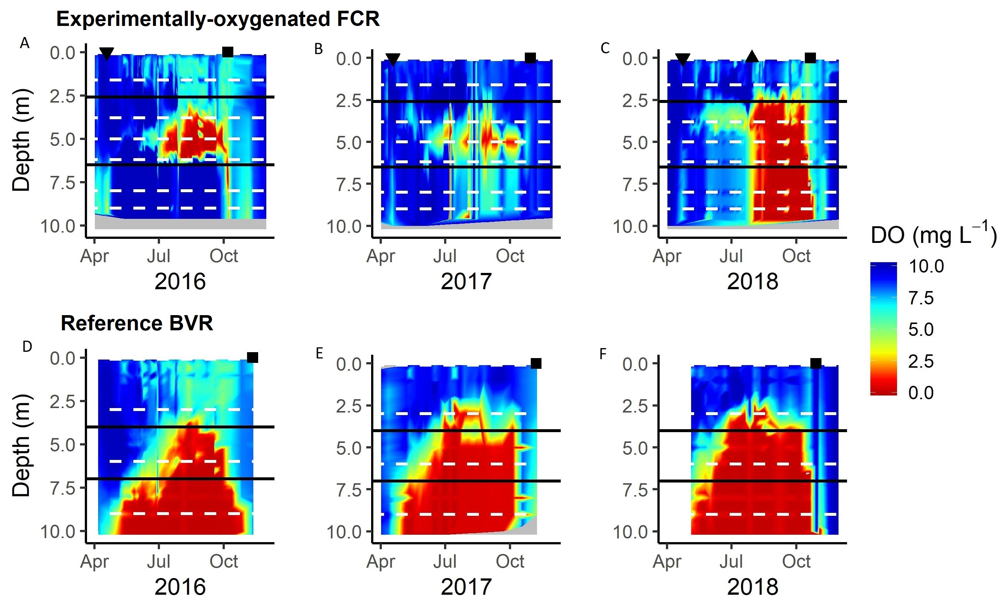 Experimentally-oxygenated FCR
A
B
C
0.0
2.5
5.0
7.5
10.0
Depth (m)
Apr
Jul
Oct
2016
0.0
2.5
5.0
7.5
10.0
Apr
Jul
Oct
2017
0.0
2.5
5.0
7.5
10.0
Apr
Jul
Oct
2018
DO (mg L⁻¹)
10.0
7.5
5.0
2.5
0.0
Reference BVR
D
E
F
0.0
2.5
5.0
7.5
10.0
Depth (m)
Apr
Jul
Oct
2016
0.0
2.5
5.0
7.5
10.0
Apr
Jul
Oct
2017
0.0
2.5
5.0
7.5
10.0
Apr
Jul
Oct
2018